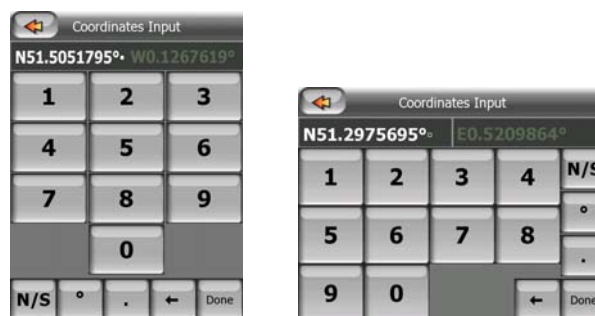 Coordinates Input
N51.5051795° W0.1267619°
1 2 3
4 5 6
7 8 9
0
N/S ° . ← Done
Coordinates Input
N51.2975695° E0.5209864°
1 2 3 4 N/S
5 6 7 8 °
.
9 0 ← Done